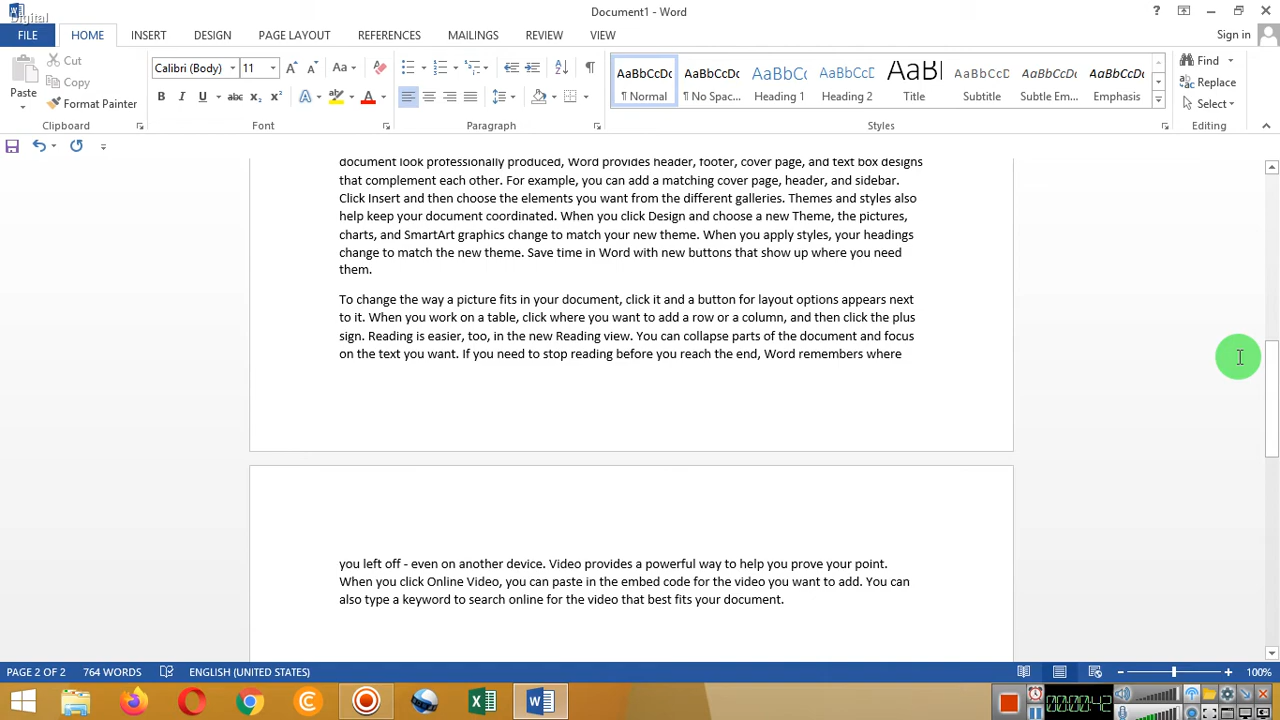 Digital
Document1 - Word
Sign in
FILE HOME INSERT DESIGN PAGE LAYOUT REFERENCES MAILINGS REVIEW VIEW
Paste
Cut
Copy
Format Painter
Clipboard
Calibri (Body) 11
Font
Paragraph
AaBbCcDc AaBbCcDc AaBbCc AaBbCcC AaBl AaBbCcD AaBbCcDc AaBbCcDc
¶ Normal ¶ No Spac... Heading 1 Heading 2 Title Subtitle Subtle Em... Emphasis
Styles
Find
Replace
Select
Editing
document look professionally produced, Word provides header, footer, cover page, and text box designs
that complement each other. For example, you can add a matching cover page, header, and sidebar.
Click Insert and then choose the elements you want from the different galleries. Themes and styles also
help keep your document coordinated. When you click Design and choose a new Theme, the pictures,
charts, and SmartArt graphics change to match your new theme. When you apply styles, your headings
change to match the new theme. Save time in Word with new buttons that show up where you need
them.
To change the way a picture fits in your document, click it and a button for layout options appears next
to it. When you work on a table, click where you want to add a row or a column, and then click the plus
sign. Reading is easier, too, in the new Reading view. You can collapse parts of the document and focus
on the text you want. If you need to stop reading before you reach the end, Word remembers where
you left off - even on another device. Video provides a powerful way to help you prove your point.
When you click Online Video, you can paste in the embed code for the video you want to add. You can
also type a keyword to search online for the video that best fits your document.
PAGE 2 OF 2 764 WORDS ENGLISH (UNITED STATES) 100%
00:00:42